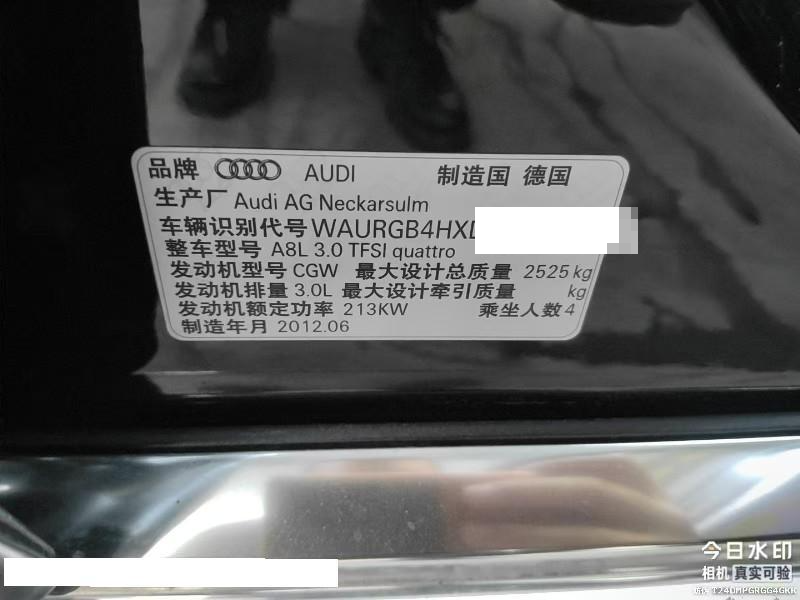 品牌 AUDI 制造国 德国
生产厂 Audi AG Neckarsulm
车辆识别代号 WAURGB4HXD
整车型号 A8L 3.0 TFSI quattro
发动机型号 CGW 最大设计总质量 2525 kg
发动机排量 3.0L 最大设计牵引质量 kg
发动机额定功率 213KW 乘坐人数 4
制造年月 2012.06
今日水印
相机 真实可验